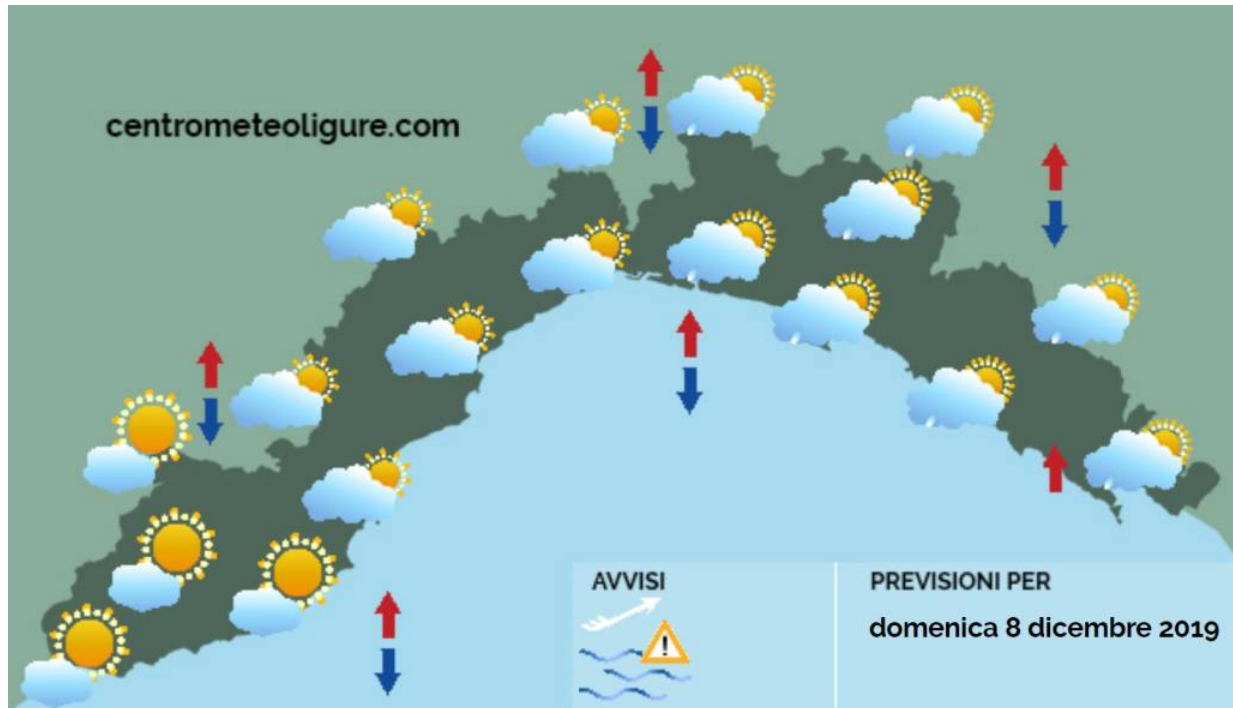 centrometeoligure.com
AVVISI
PREVISIONI PER
domenica 8 dicembre 2019
!